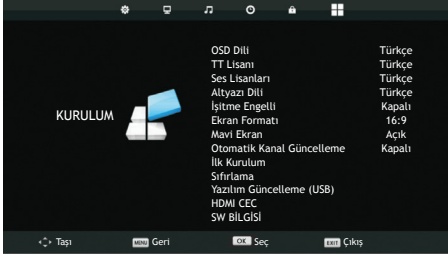 KURULUM
OSD Dili Türkçe
TT Lisanı Türkçe
Ses Lisanları Türkçe
Altyazı Dili Türkçe
İşitme Engelli Kapalı
Ekran Formatı 16:9
Mavi Ekran Açık
Otomatik Kanal Güncelleme Kapalı
İlk Kurulum
Sıfırlama
Yazılım Güncelleme (USB)
HDMI CEC
SW BİLGİSİ
Taşı MENU Geri OK Seç EXIT Çıkış